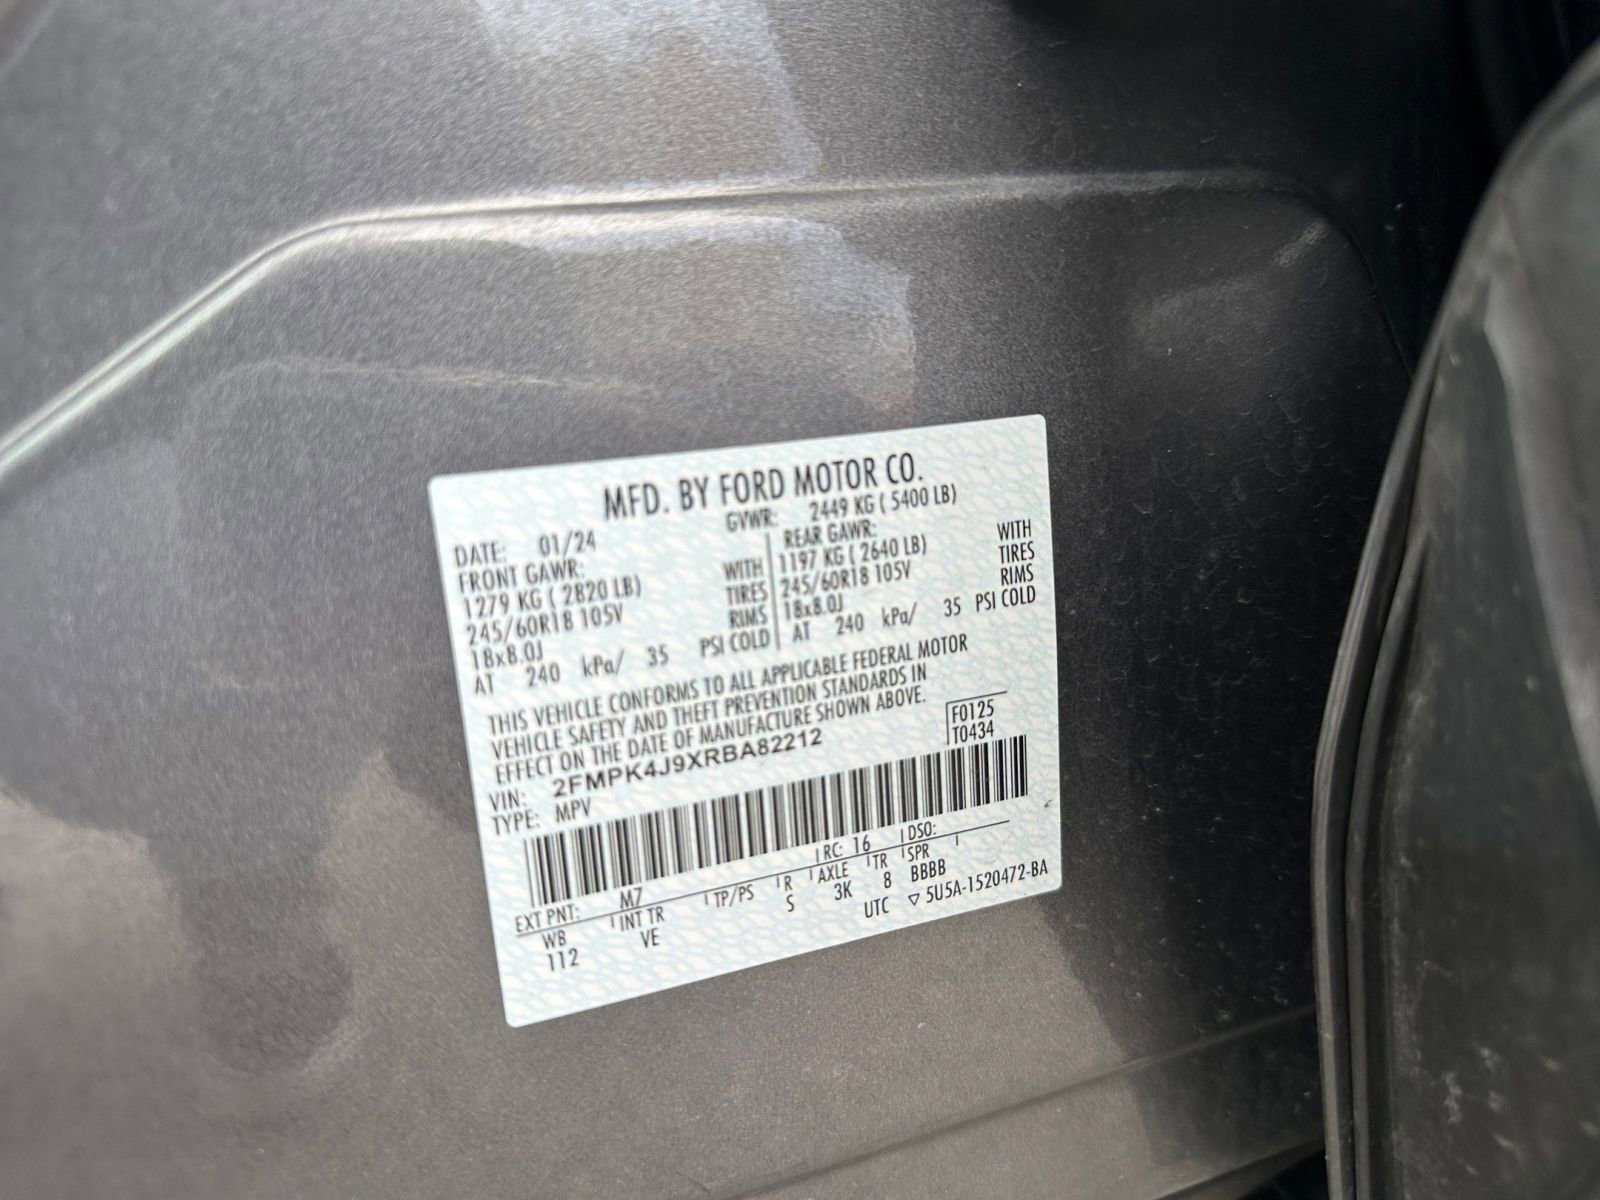 MFD. BY FORD MOTOR CO.
DATE: 01/24 GVWR: 2449 KG ( 5400 LB)
FRONT GAWR: REAR GAWR:
1279 KG ( 2820 LB) WITH 1197 KG ( 2640 LB) WITH
245/60R18 105V TIRES 245/60R18 105V TIRES
18x8.0J RIMS 18x8.0J RIMS
AT 240 kPa/ 35 PSI COLD AT 240 kPa/ 35 PSI COLD
THIS VEHICLE CONFORMS TO ALL APPLICABLE FEDERAL MOTOR
VEHICLE SAFETY AND THEFT PREVENTION STANDARDS IN
EFFECT ON THE DATE OF MANUFACTURE SHOWN ABOVE.
F0125
VIN: 2FMPK4J9XRBA82212 T0434
TYPE: MPV
EXT PNT: M7 RC: 16 DSO:
WB INT TR TP/PS R AXLE TR SPR
112 VE S 3K 8 BBBB
UTC ▽ 5U5A-1520472-BA